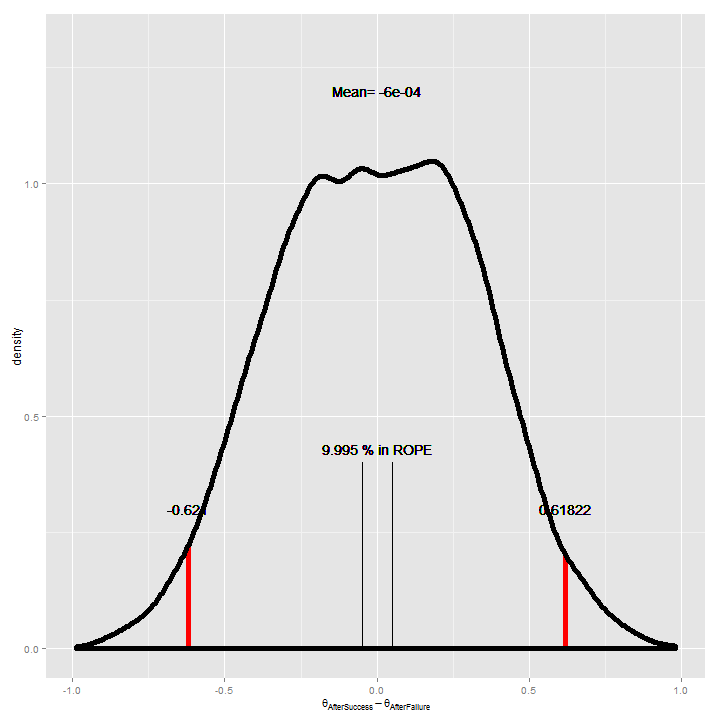 Mean= -6e-04
1.0
density
0.5
9.995 % in ROPE
-0.621
0.61822
0.0
-1.0 -0.5 0.0 0.5 1.0
θAfterSuccess − θAfterFailure